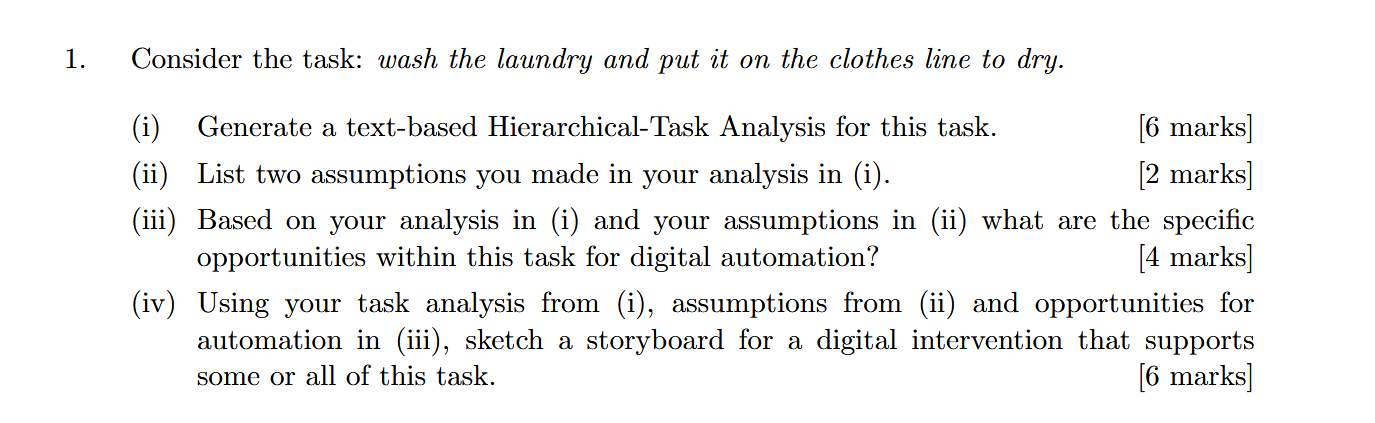 1. Consider the task: wash the laundry and put it on the clothes line to dry.
(i) Generate a text-based Hierarchical-Task Analysis for this task. [6 marks]
(ii) List two assumptions you made in your analysis in (i). [2 marks]
(iii) Based on your analysis in (i) and your assumptions in (ii) what are the specific
opportunities within this task for digital automation? [4 marks]
(iv) Using your task analysis from (i), assumptions from (ii) and opportunities for
automation in (iii), sketch a storyboard for a digital intervention that supports
some or all of this task. [6 marks]